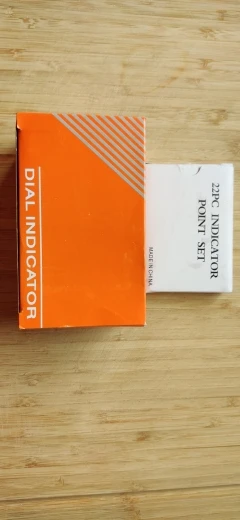 DIAL INDICATOR
22PC INDICATOR
POINT SET
MADE IN CHINA